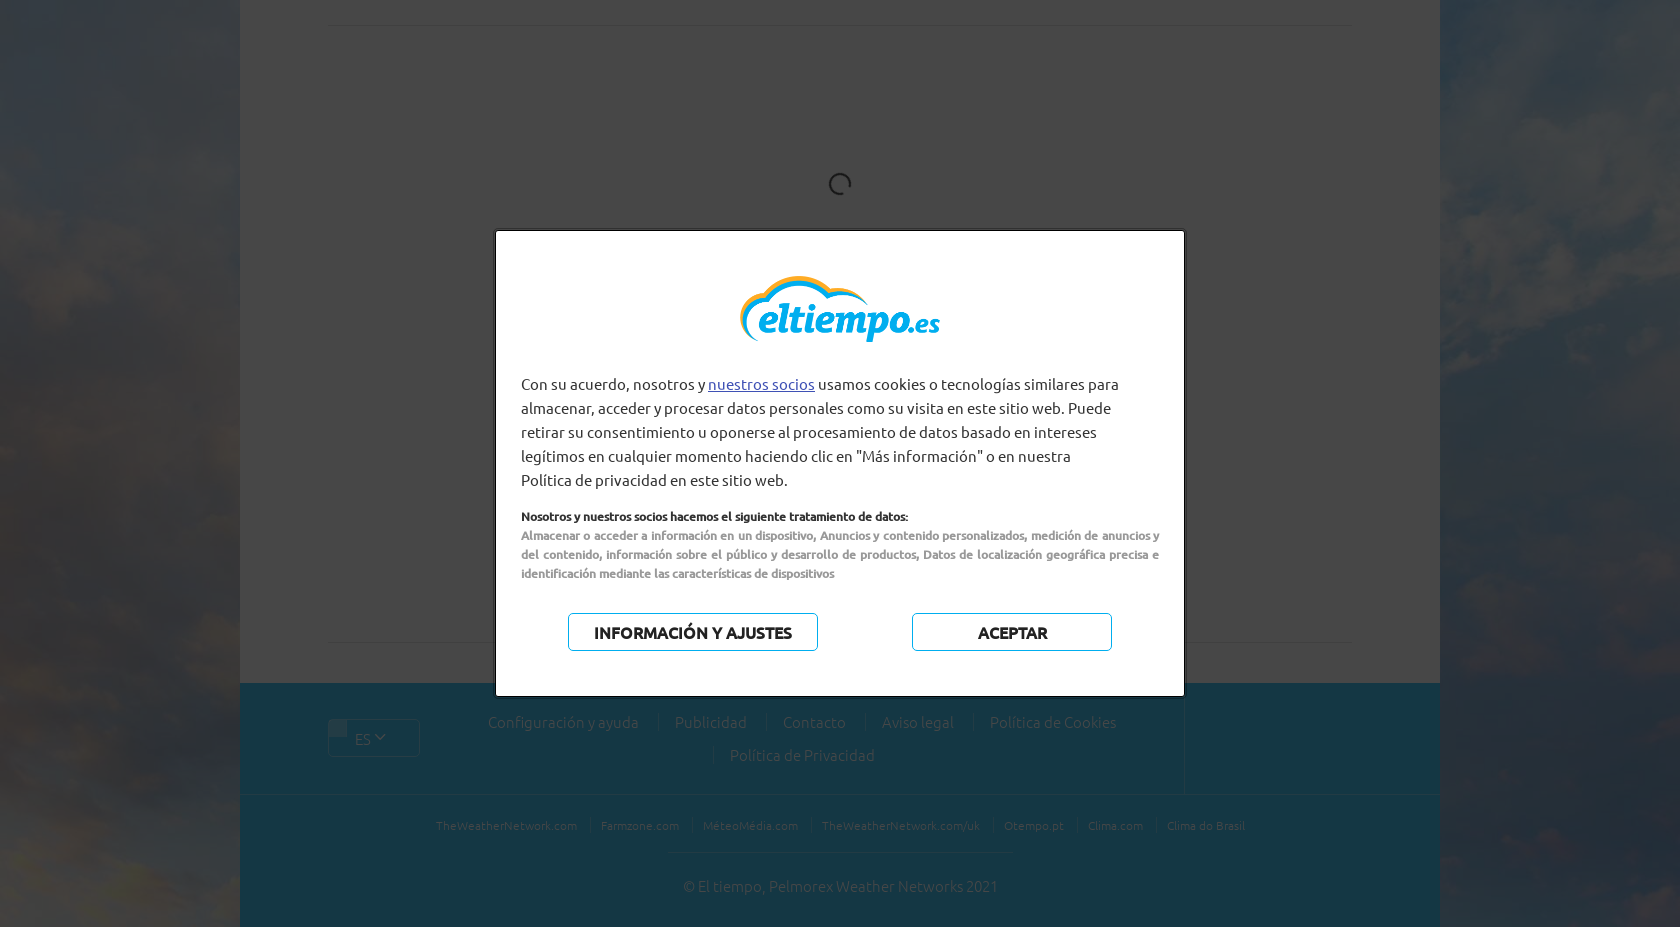 eltiempo.es
Con su acuerdo, nosotros y nuestros socios usamos cookies o tecnologías similares para
almacenar, acceder y procesar datos personales como su visita en este sitio web. Puede
retirar su consentimiento u oponerse al procesamiento de datos basado en intereses
legítimos en cualquier momento haciendo clic en "Más información" o en nuestra
Política de privacidad en este sitio web.
Nosotros y nuestros socios hacemos el siguiente tratamiento de datos:
Almacenar o acceder a información en un dispositivo, Anuncios y contenido personalizados, medición de anuncios y
del contenido, información sobre el público y desarrollo de productos, Datos de localización geográfica precisa e
identificación mediante las características de dispositivos
INFORMACIÓN Y AJUSTES
ACEPTAR
ES
Configuración y ayuda
Publicidad
Contacto
Aviso legal
Política de Cookies
Política de Privacidad
TheWeatherNetwork.com
Farmzone.com
MéteoMédia.com
TheWeatherNetwork.com/uk
Otempo.pt
Clima.com
Clima do Brasil
© El tiempo, Pelmorex Weather Networks 2021